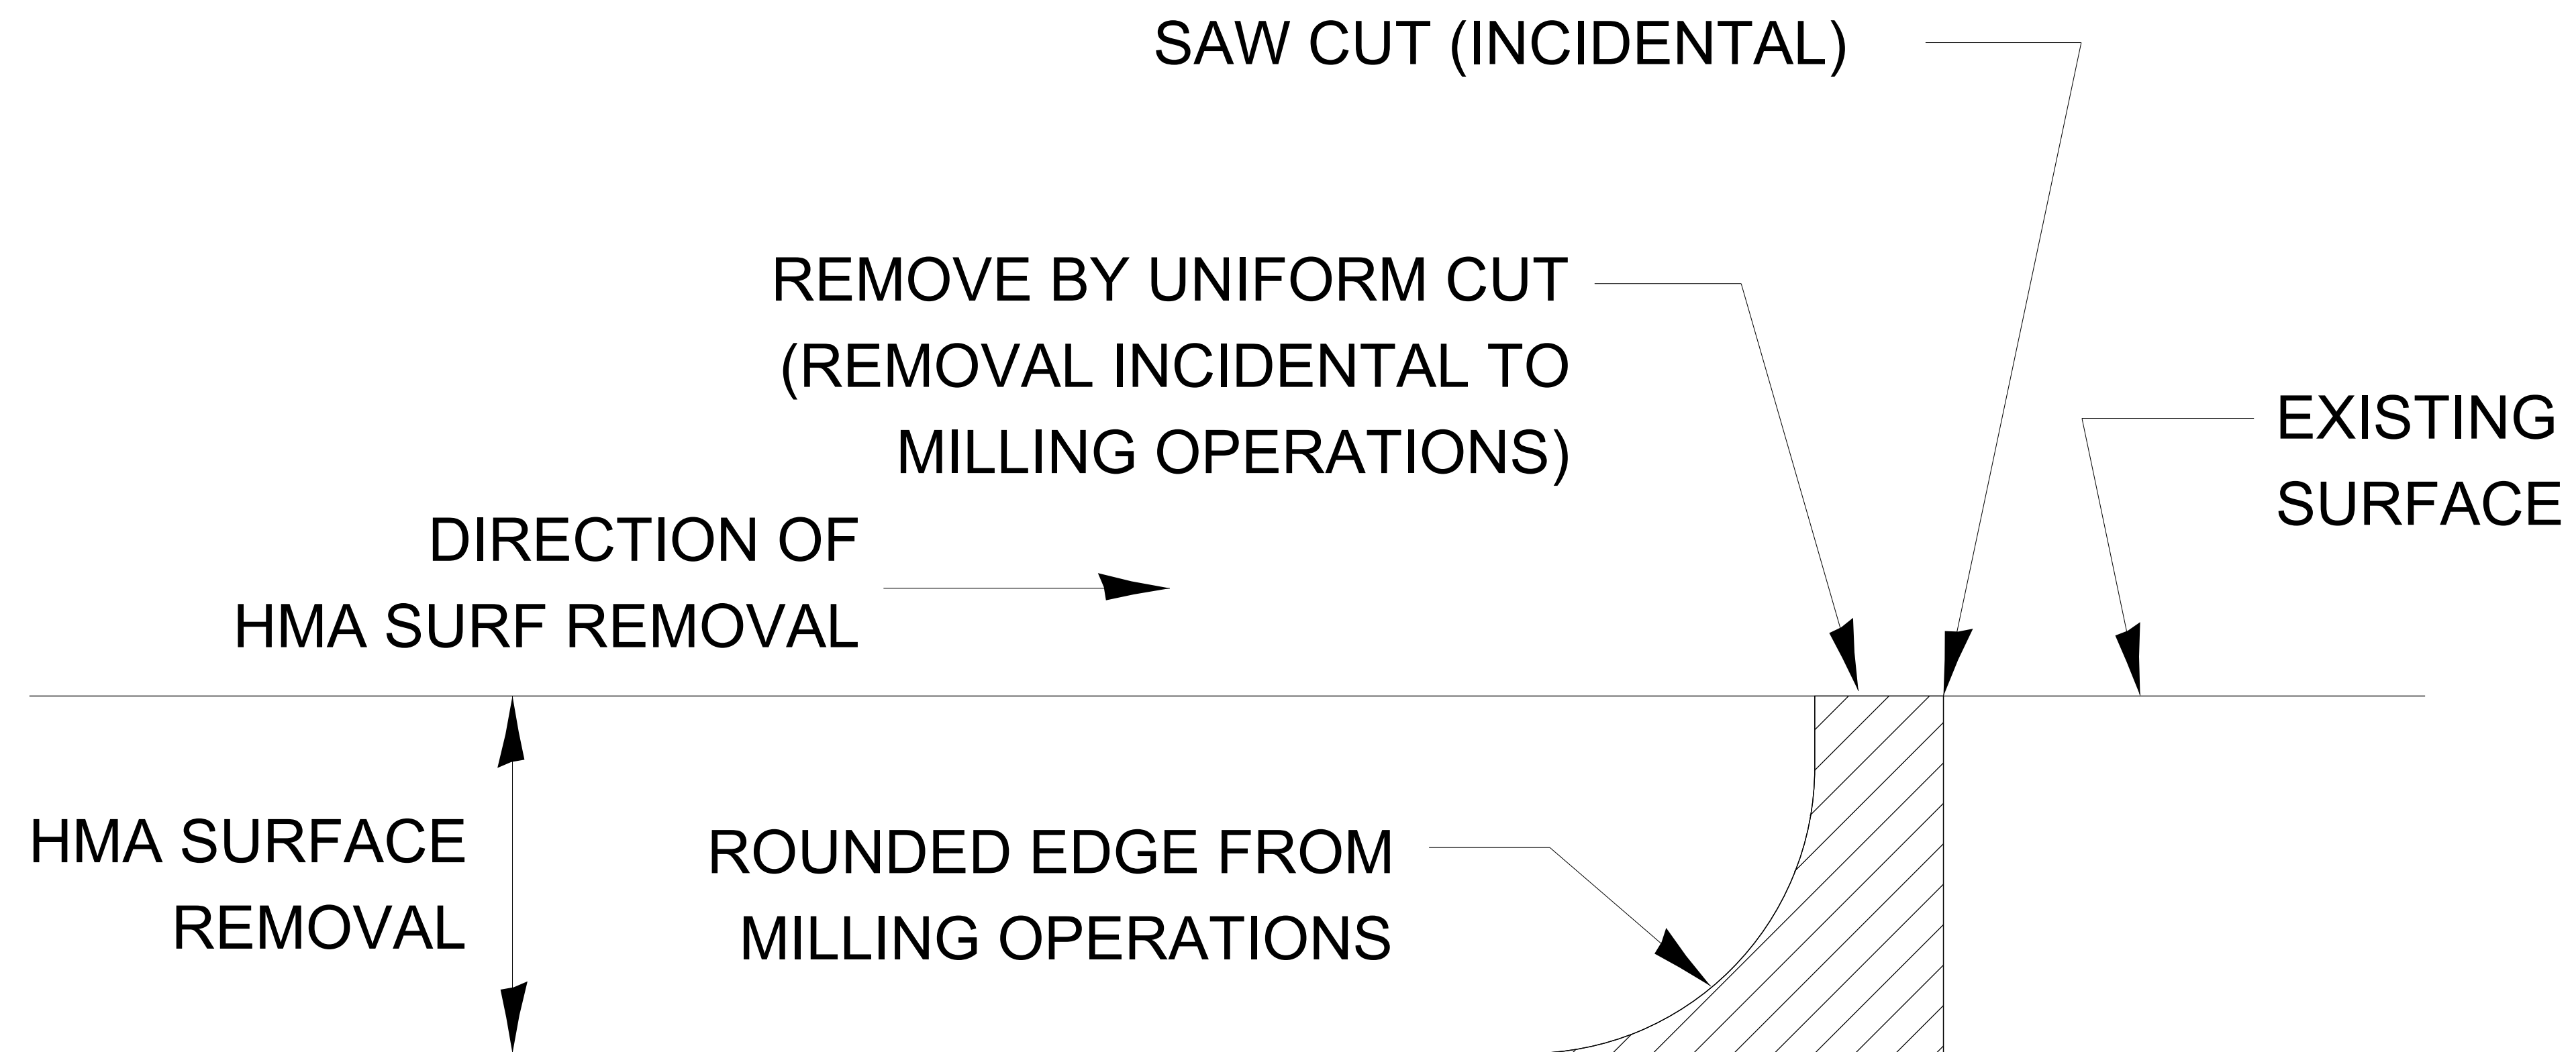 SAW CUT (INCIDENTAL)
REMOVE BY UNIFORM CUT
(REMOVAL INCIDENTAL TO
MILLING OPERATIONS)
EXISTING
SURFACE
DIRECTION OF
HMA SURF REMOVAL
HMA SURFACE
REMOVAL
ROUNDED EDGE FROM
MILLING OPERATIONS